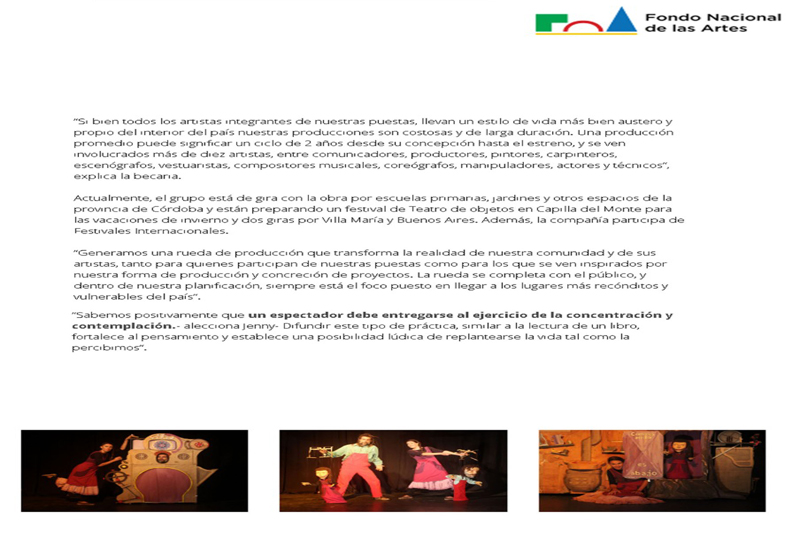 Fondo Nacional
de las Artes
"Si bien todos los artistas integrantes de nuestras puestas, llevan un estilo de vida más bien austero y
propio del interior del país nuestras producciones son costosas y de larga duración. Una producción
promedio puede significar un ciclo de 2 años desde su concepción hasta el estreno, y se ven
involucrados más de diez artistas, entre comunicadores, productores, pintores, carpinteros,
escenógrafos, vestuaristas, compositores musicales, coreógrafos, manipuladores, actores y técnicos",
explica la becaria.
Actualmente, el grupo está de gira con la obra por escuelas primarias, jardines y otros espacios de la
provincia de Córdoba y están preparando un festival de Teatro de objetos en Capilla del Monte para
las vacaciones de invierno y dos giras por Villa María y Buenos Aires. Además, la compañía participa de
Festivales Internacionales.
"Generamos una rueda de producción que transforma la realidad de nuestra comunidad y de sus
artistas, tanto para quienes participan de nuestras puestas como para los que se ven inspirados por
nuestra forma de producción y concreción de proyectos. La rueda se completa con el público, y
dentro de nuestra planificación, siempre está el foco puesto en llegar a los lugares más recónditos y
vulnerables del país".
"Sabemos positivamente que un espectador debe entregarse al ejercicio de la concentración y
contemplación.- alecciona Jenny- Difundir este tipo de práctica, similar a la lectura de un libro,
fortalece al pensamiento y establece una posibilidad lúdica de replantearse la vida tal como la
percibimos".